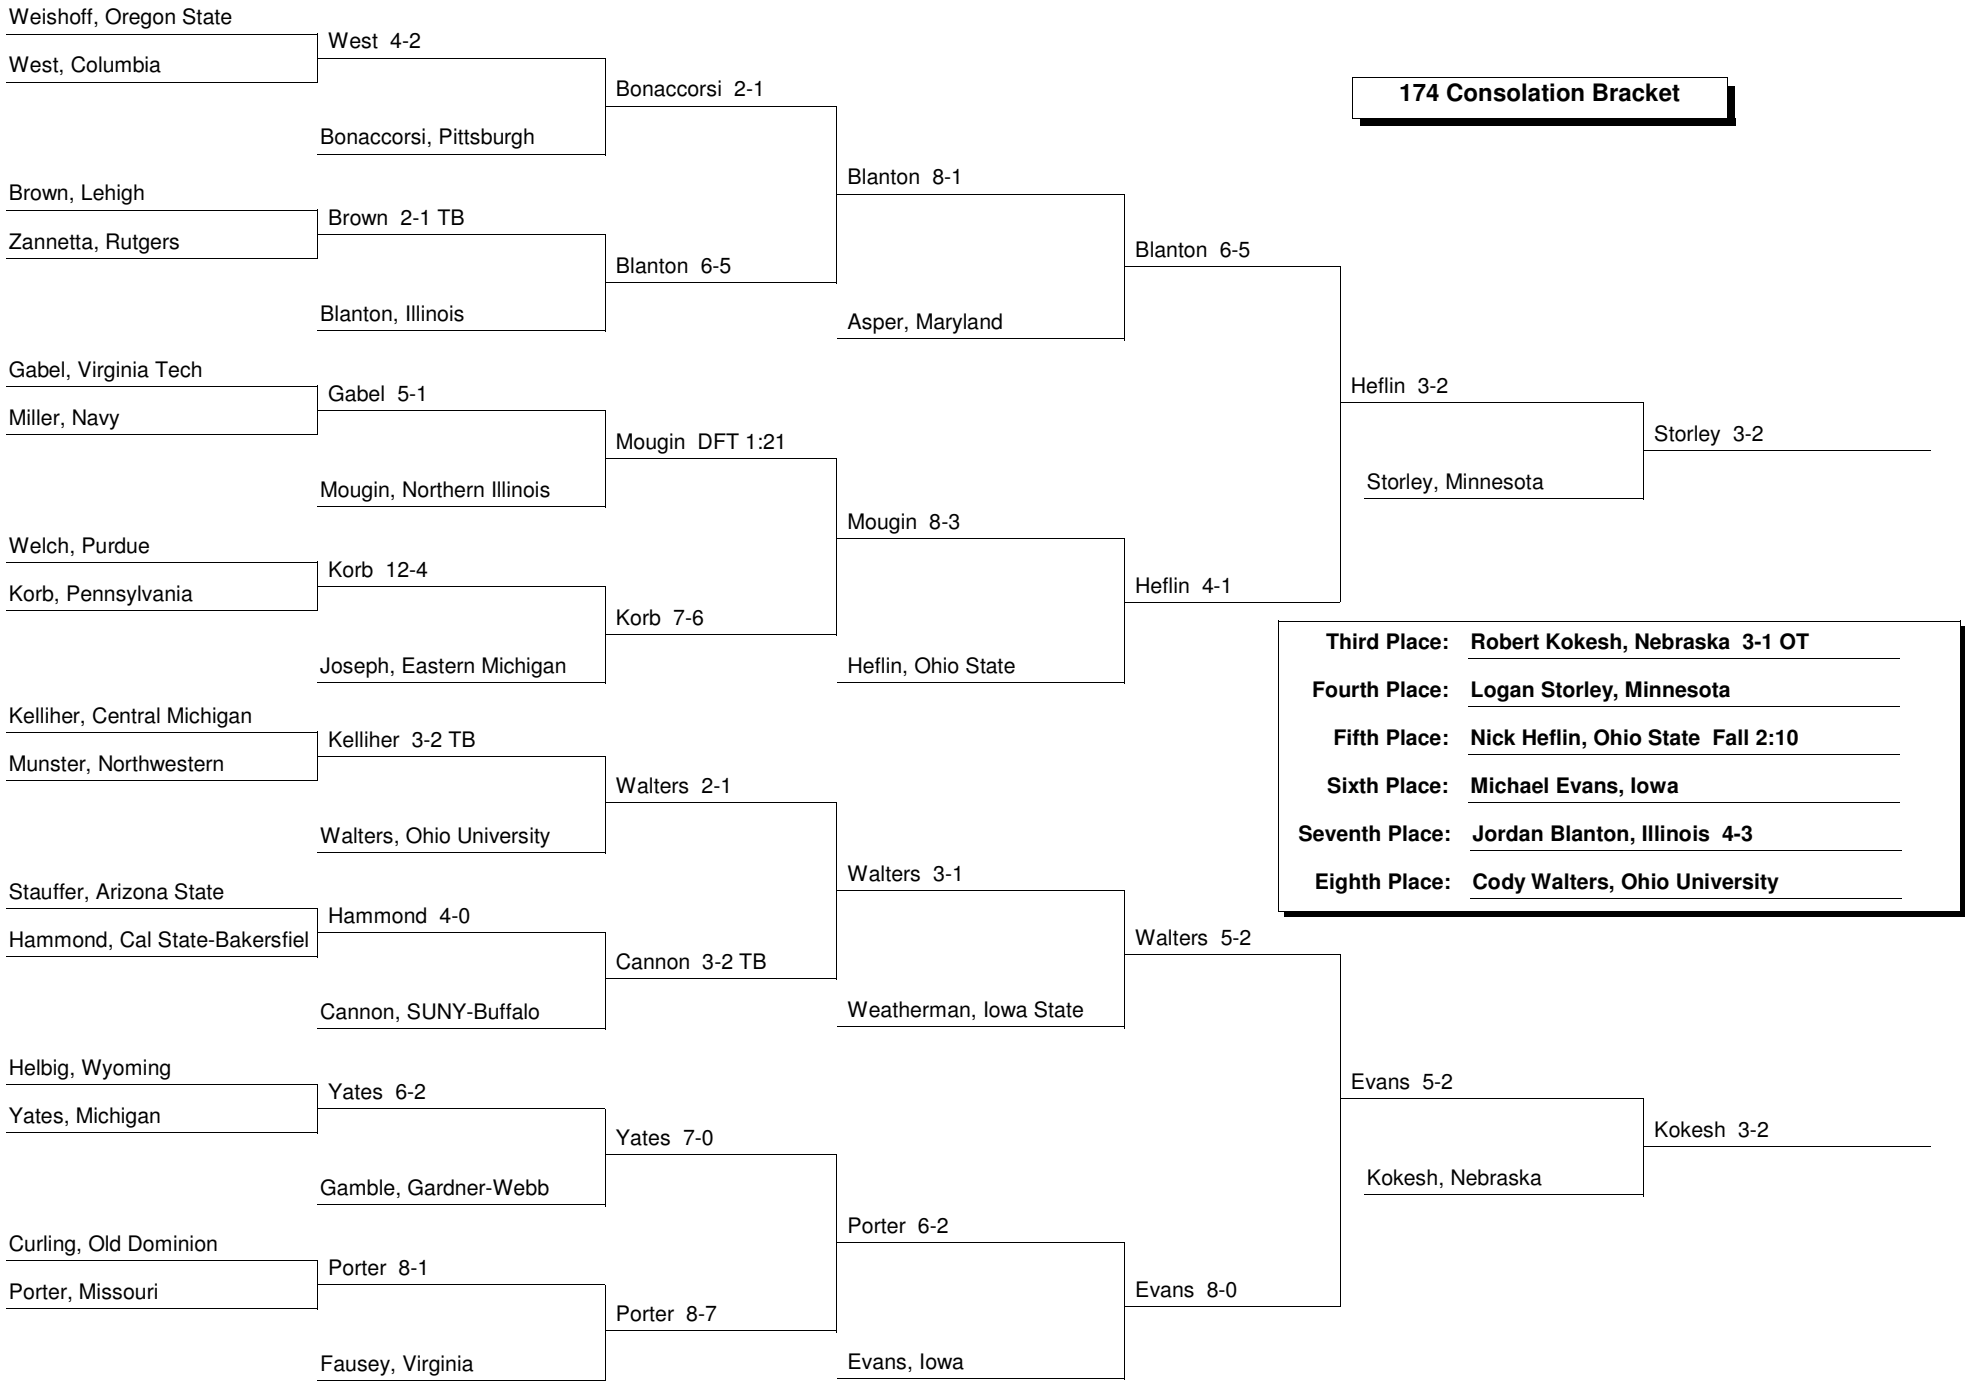 Weishoff, Oregon State
West, Columbia
West 4-2
Bonaccorsi, Pittsburgh
Bonaccorsi 2-1
Brown, Lehigh
Zannetta, Rutgers
Brown 2-1 TB
Blanton, Illinois
Blanton 6-5
Blanton 8-1
Asper, Maryland
Blanton 6-5
Gabel, Virginia Tech
Miller, Navy
Gabel 5-1
Mougin, Northern Illinois
Mougin DFT 1:21
Welch, Purdue
Korb, Pennsylvania
Korb 12-4
Joseph, Eastern Michigan
Korb 7-6
Mougin 8-3
Heflin, Ohio State
Heflin 4-1
Heflin 3-2
Storley, Minnesota
Storley 3-2
Kelliher, Central Michigan
Munster, Northwestern
Kelliher 3-2 TB
Walters, Ohio University
Walters 2-1
Stauffer, Arizona State
Hammond, Cal State-Bakersfiel
Hammond 4-0
Cannon, SUNY-Buffalo
Cannon 3-2 TB
Walters 3-1
Weatherman, Iowa State
Walters 5-2
Helbig, Wyoming
Yates, Michigan
Yates 6-2
Gamble, Gardner-Webb
Yates 7-0
Curling, Old Dominion
Porter, Missouri
Porter 8-1
Fausey, Virginia
Porter 8-7
Porter 6-2
Evans, Iowa
Evans 8-0
Evans 5-2
Kokesh, Nebraska
Kokesh 3-2
174 Consolation Bracket
Third Place: Robert Kokesh, Nebraska 3-1 OT
Fourth Place: Logan Storley, Minnesota
Fifth Place: Nick Heflin, Ohio State Fall 2:10
Sixth Place: Michael Evans, Iowa
Seventh Place: Jordan Blanton, Illinois 4-3
Eighth Place: Cody Walters, Ohio University